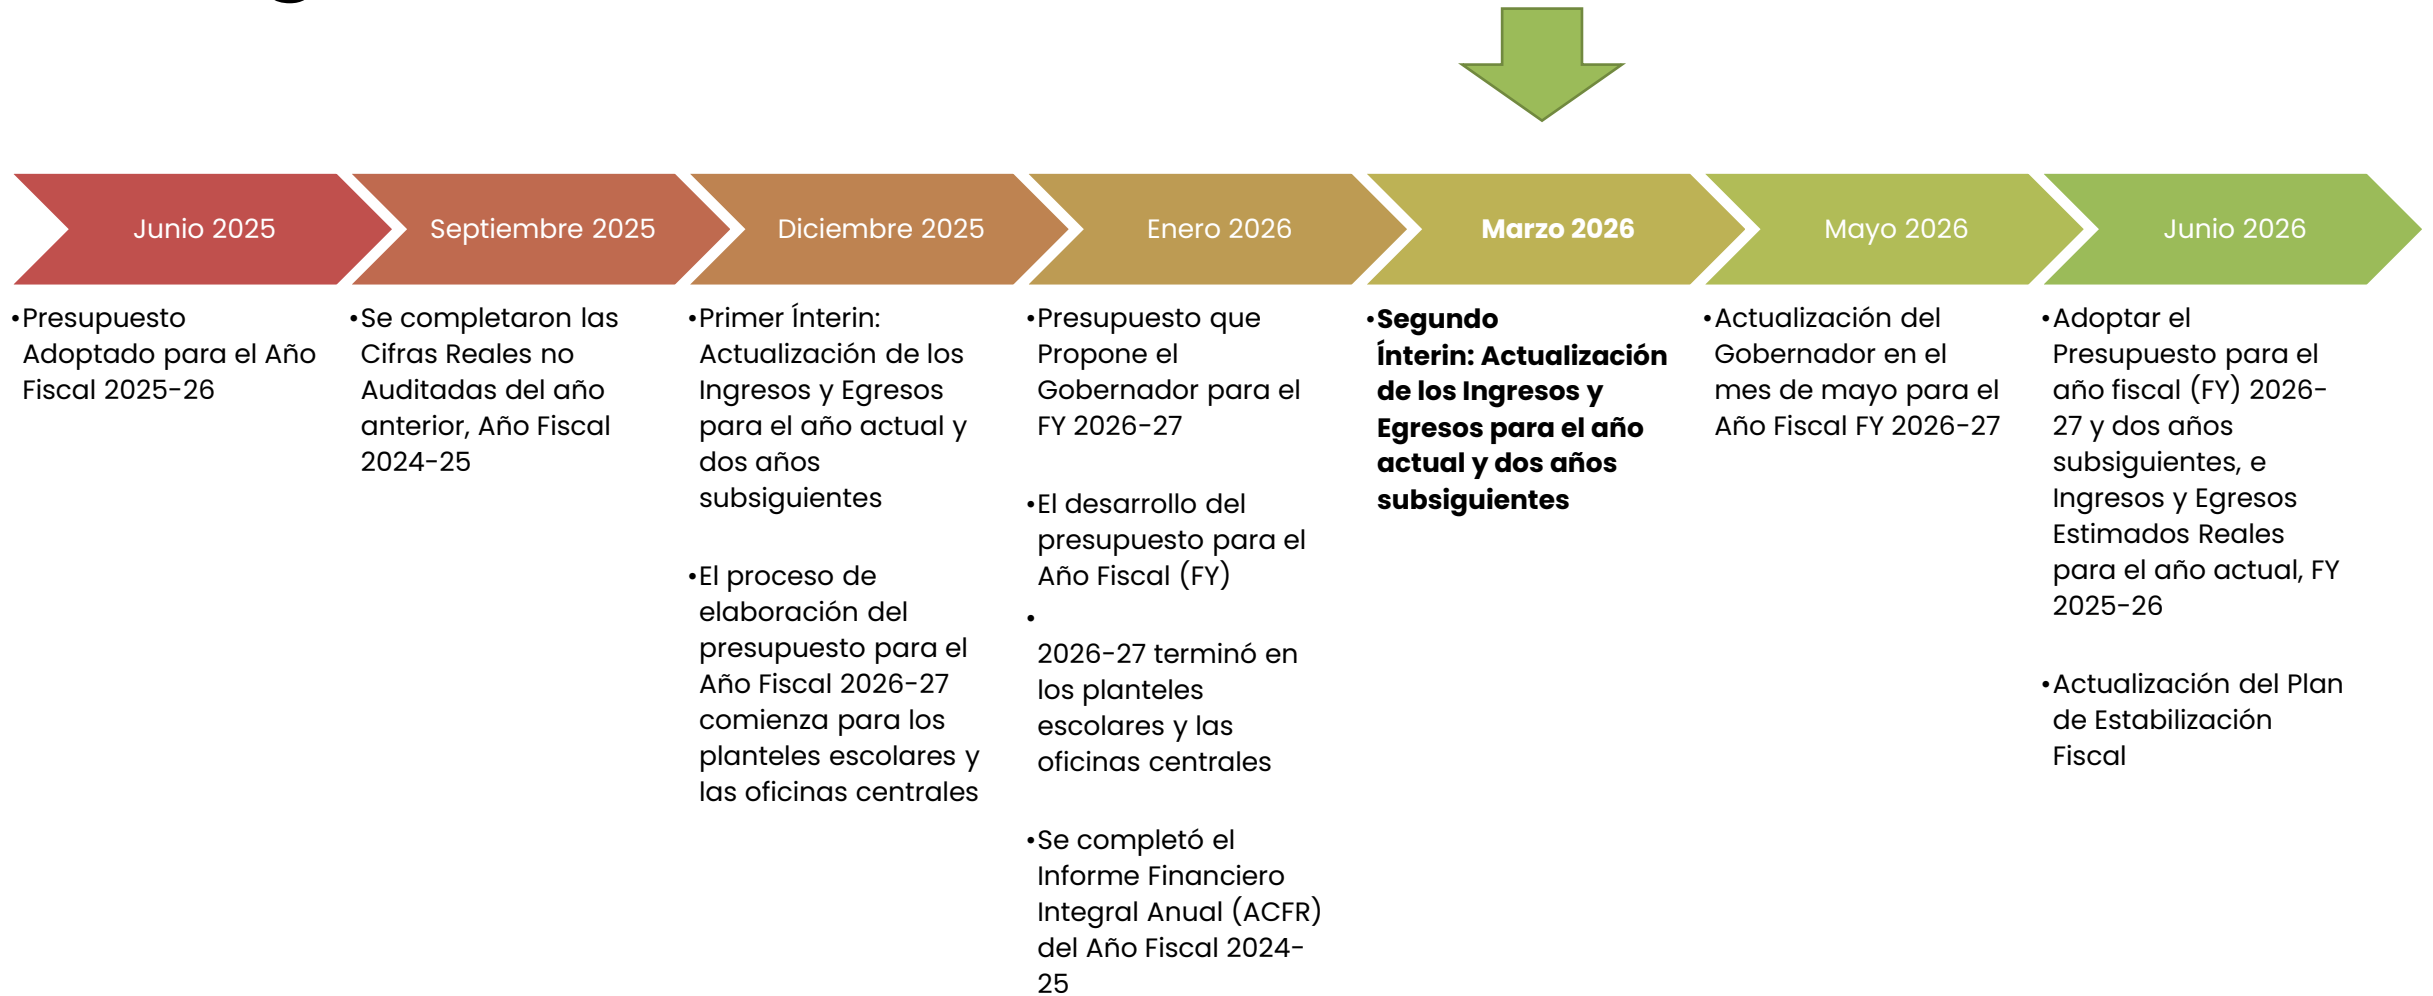 Junio 2025
Septiembre 2025
Diciembre 2025
Enero 2026
Marzo 2026
Mayo 2026
Junio 2026
•Presupuesto
Adoptado para el Año
Fiscal 2025-26
•Se completaron las
Cifras Reales no
Auditadas del año
anterior, Año Fiscal
2024-25
•Primer Ínterin:
Actualización de los
Ingresos y Egresos
para el año actual y
dos años
subsiguientes
•El proceso de
elaboración del
presupuesto para el
Año Fiscal 2026-27
comienza para los
planteles escolares y
las oficinas centrales
•Presupuesto que
Propone el
Gobernador para el
FY 2026-27
•El desarrollo del
presupuesto para el
Año Fiscal (FY)
•
2026-27 terminó en
los planteles
escolares y las
oficinas centrales
•Se completó el
Informe Financiero
Integral Anual (ACFR)
del Año Fiscal 2024-
25
•Segundo
Ínterin: Actualización
de los Ingresos y
Egresos para el año
actual y dos años
subsiguientes
•Actualización del
Gobernador en el
mes de mayo para el
Año Fiscal FY 2026-27
•Adoptar el
Presupuesto para el
año fiscal (FY) 2026-
27 y dos años
subsiguientes, e
Ingresos y Egresos
Estimados Reales
para el año actual, FY
2025-26
•Actualización del Plan
de Estabilización
Fiscal